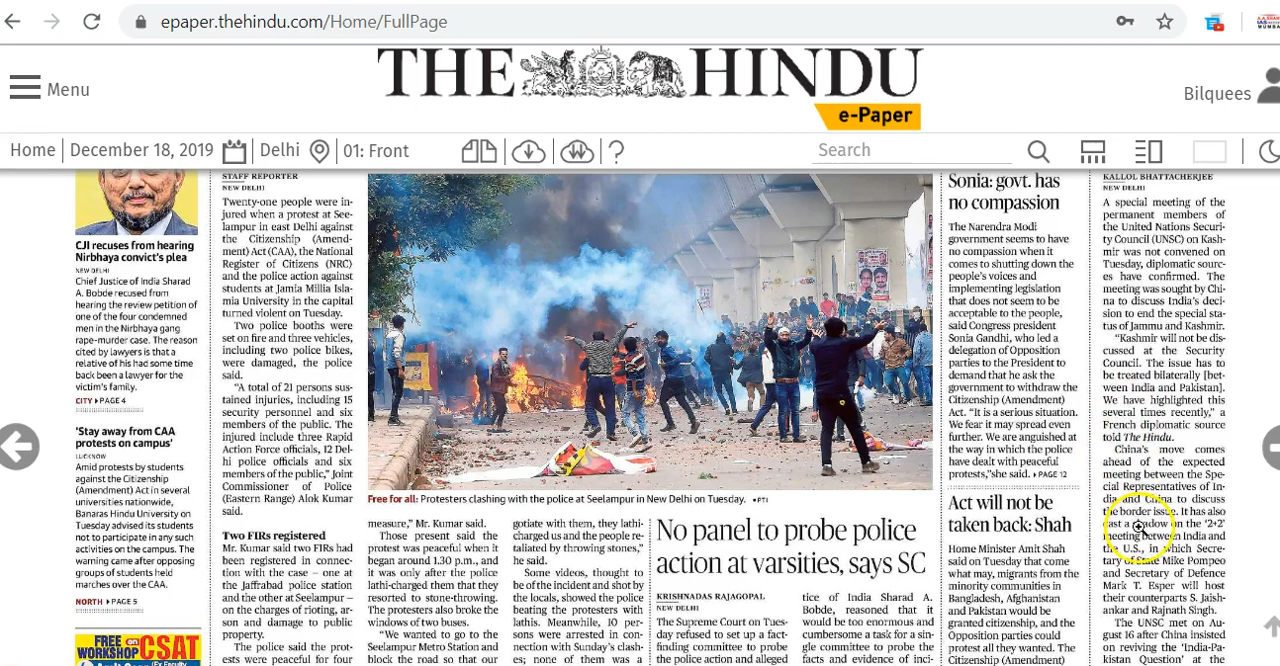 epaper.thehindu.com/Home/FullPage
Menu
THE HINDU
e-Paper
Bilquees
Home
December 18, 2019
Delhi
01: Front
?
Search
CJI recuses from hearing
Nirbhaya convict's plea
NEW DELHI
Chief Justice of India Sharad
A. Bobde recused from
hearing the review petition of
one of the four condemned
men in the Nirbhaya gang
rape-murder case. The reason
cited by lawyers is that a
relative of his had some time
back been a lawyer for the
victim's family.
CITY ▶ PAGE 4
'Stay away from CAA
protests on campus'
LUCKNOW
Amid protests by students
against the Citizenship
(Amendment) Act in several
universities nationwide,
Banaras Hindu University on
Tuesday advised its students
not to participate in any such
activities on the campus. The
warning came after opposing
groups of students held
marches over the CAA.
NORTH ▶ PAGE 5
FREE on CSAT
WORKSHOP
STAFF REPORTER
NEW DELHI
Twenty-one people were in-
jured when a protest at See-
lampur in east Delhi against
the Citizenship (Amend-
ment) Act (CAA), the National
Register of Citizens (NRC)
and the police action against
students at Jamia Millia Isla-
mia University in the capital
turned violent on Tuesday.
Two police booths were
set on fire and three vehicles,
including two police bikes,
were damaged, the police
said.
"A total of 21 persons sus-
tained injuries, including 15
security personnel and six
members of the public. The
injured include three Rapid
Action Force officials, 12 Del-
hi police officials and six
members of the public," Joint
Commissioner of Police
(Eastern Range) Alok Kumar
said.
Two FIRs registered
Mr. Kumar said two FIRs had
been registered in connec-
tion with the case – one at
the Jaffrabad police station
and the other at Seelampur –
on the charges of rioting, ar-
son and damage to public
property.
The police said the prot-
ests were peaceful for four
Free for all: Protesters clashing with the police at Seelampur in New Delhi on Tuesday. • PTI
measure," Mr. Kumar said.
Those present said the
protest was peaceful when it
began around 1.30 p.m., and
it was only after the police
lathi-charged them that they
resorted to stone-throwing.
The protesters also broke the
windows of two buses.
"We wanted to go to the
Seelampur Metro Station and
block the road so that our
gotiate with them, they lathi-
charged us and the people re-
taliated by throwing stones,"
he said.
Some videos, thought to
be of the incident and shot by
the locals, showed the police
beating the protesters with
lathis. Meanwhile, 10 per-
sons were arrested in con-
nection with Sunday's clash-
es; none of them was a
No panel to probe police
action at varsities, says SC
KRISHNADAS RAJAGOPAL
NEW DELHI
The Supreme Court on Tues-
day refused to set up a fact-
finding committee to probe
the police action and alleged
tice of India Sharad A.
Bobde, reasoned that it
would be too enormous and
cumbersome a task for a sin-
gle committee to probe the
facts and evidence of inci-
Sonia: govt. has
no compassion
The Narendra Modi
government seems to have
no compassion when it
comes to shutting down the
people's voices and
implementing legislation
that does not seem to be
acceptable to the people,
said Congress president
Sonia Gandhi, who led a
delegation of Opposition
parties to the President to
demand that he ask the
government to withdraw the
Citizenship (Amendment)
Act. "It is a serious situation.
We fear it may spread even
further. We are anguished at
the way in which the police
have dealt with peaceful
protests,"she said. ▶ PAGE 12
Act will not be
taken back: Shah
Home Minister Amit Shah
said on Tuesday that come
what may, migrants from the
minority communities in
Bangladesh, Afghanistan
and Pakistan would be
granted citizenship, and the
Opposition parties could
protest all they wanted. The
Citizenship (Amendment)
KALLOL BHATTACHERJEE
NEW DELHI
A special meeting of the
permanent members of
the United Nations Securi-
ty Council (UNSC) on Kash-
mir was not convened on
Tuesday, diplomatic sourc-
es have confirmed. The
meeting was sought by Chi-
na to discuss India's deci-
sion to end the special sta-
tus of Jammu and Kashmir.
"Kashmir will not be dis-
cussed at the Security
Council. The issue has to
be treated bilaterally [bet-
ween India and Pakistan].
We have highlighted this
several times recently," a
French diplomatic source
told The Hindu.
China's move comes
ahead of the expected
meeting between the Spe-
cial Representatives of In-
dia and China to discuss
the border issue. It has also
cast a shadow on the '2+2'
meeting between India and
the U.S., in which Secre-
tary of State Mike Pompeo
and Secretary of Defence
Mark T. Esper will host
their counterparts S. Jaish-
ankar and Rajnath Singh.
The UNSC met on Au-
gust 16 after China insisted
on reviving the 'India-Pa-
kistan Question'